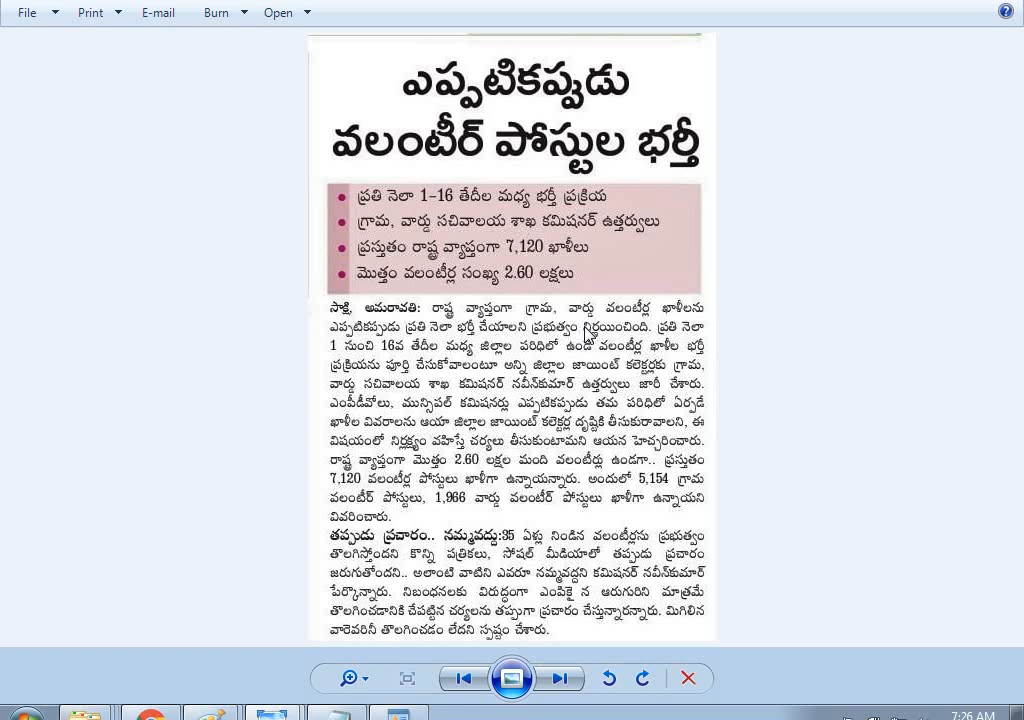 File Print E-mail Burn Open
ఎప్పటికప్పుడు
వలంటీర్ పోస్టుల భర్తీ
• ప్రతి నెలా 1–16 తేదీల మధ్య భర్తీ ప్రక్రియ
• గ్రామ, వార్డు సచివాలయ శాఖ కమిషనర్ ఉత్తర్వులు
• ప్రస్తుతం రాష్ట్ర వ్యాప్తంగా 7,120 ఖాళీలు
• మొత్తం వలంటీర్ల సంఖ్య 2.60 లక్షలు
సాక్షి, అమరావతి: రాష్ట్ర వ్యాప్తంగా గ్రామ, వార్డు వలంటీర్ల ఖాళీలను
ఎప్పటికప్పుడు ప్రతి నెలా భర్తీ చేయాలని ప్రభుత్వం నిర్ణయించింది. ప్రతి నెలా
1 నుంచి 16వ తేదీల మధ్య జిల్లాల పరిధిలో ఉండే వలంటీర్ల ఖాళీల భర్తీ
ప్రక్రియను పూర్తి చేసుకోవాలంటూ అన్ని జిల్లాల జాయింట్ కలెక్టర్లకు గ్రామ,
వార్డు సచివాలయ శాఖ కమిషనర్ నవీన్‌కుమార్ ఉత్తర్వులు జారీ చేశారు.
ఎంపీడీవోలు, మున్సిపల్ కమిషనర్లు ఎప్పటికప్పుడు తమ పరిధిలో ఏర్పడే
ఖాళీల వివరాలను ఆయా జిల్లాల జాయింట్ కలెక్టర్ల దృష్టికి తీసుకురావాలని, ఈ
విషయంలో నిర్లక్ష్యం వహిస్తే చర్యలు తీసుకుంటామని ఆయన హెచ్చరించారు.
రాష్ట్ర వ్యాప్తంగా మొత్తం 2.60 లక్షల మంది వలంటీర్లు ఉండగా.. ప్రస్తుతం
7,120 వలంటీర్ల పోస్టులు ఖాళీగా ఉన్నాయన్నారు. అందులో 5,154 గ్రామ
వలంటీర్ పోస్టులు, 1,966 వార్డు వలంటీర్ పోస్టులు ఖాళీగా ఉన్నాయని
వివరించారు.
తప్పుడు ప్రచారం.. నమ్మవద్దు:35 ఏళ్లు నిండిన వలంటీర్లను ప్రభుత్వం
తొలగిస్తోందని కొన్ని పత్రికలు, సోషల్ మీడియాలో తప్పుడు ప్రచారం
జరుగుతోందని.. అలాంటి వాటిని ఎవరూ నమ్మవద్దని కమిషనర్ నవీన్‌కుమార్
పేర్కొన్నారు. నిబంధనలకు విరుద్ధంగా ఎంపికై న ఆరుగురిని మాత్రమే
తొలగించడానికి చేపట్టిన చర్యలను తప్పుగా ప్రచారం చేస్తున్నారన్నారు. మిగిలిన
వారెవరినీ తొలగించడం లేదని స్పష్టం చేశారు.
7:26 AM